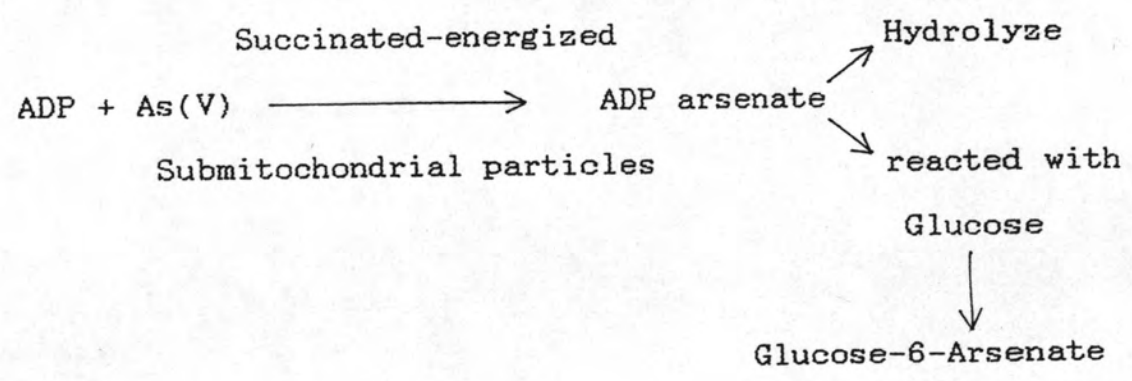 Succinated-energized
Hydrolyze
ADP + As(V) ⟶ ADP arsenate
Submitochondrial particles
reacted with
Glucose
Glucose-6-Arsenate